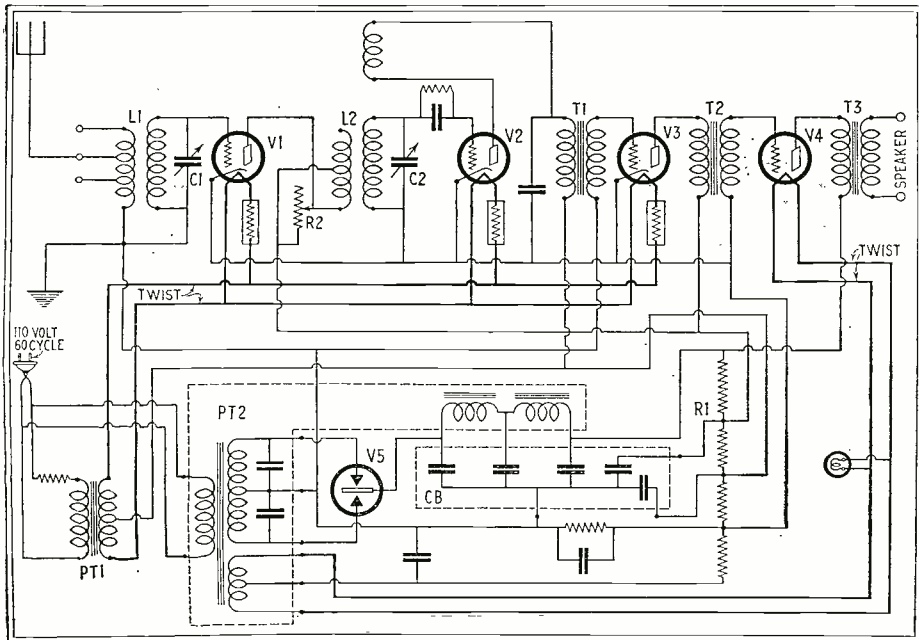 L1
C1
V1
R2
L2
C2
V2
T1
V3
T2
V4
T3
SPEAKER
TWIST
TWIST
110 VOLT
60 CYCLE
PT2
V5
R1
CB
PT1